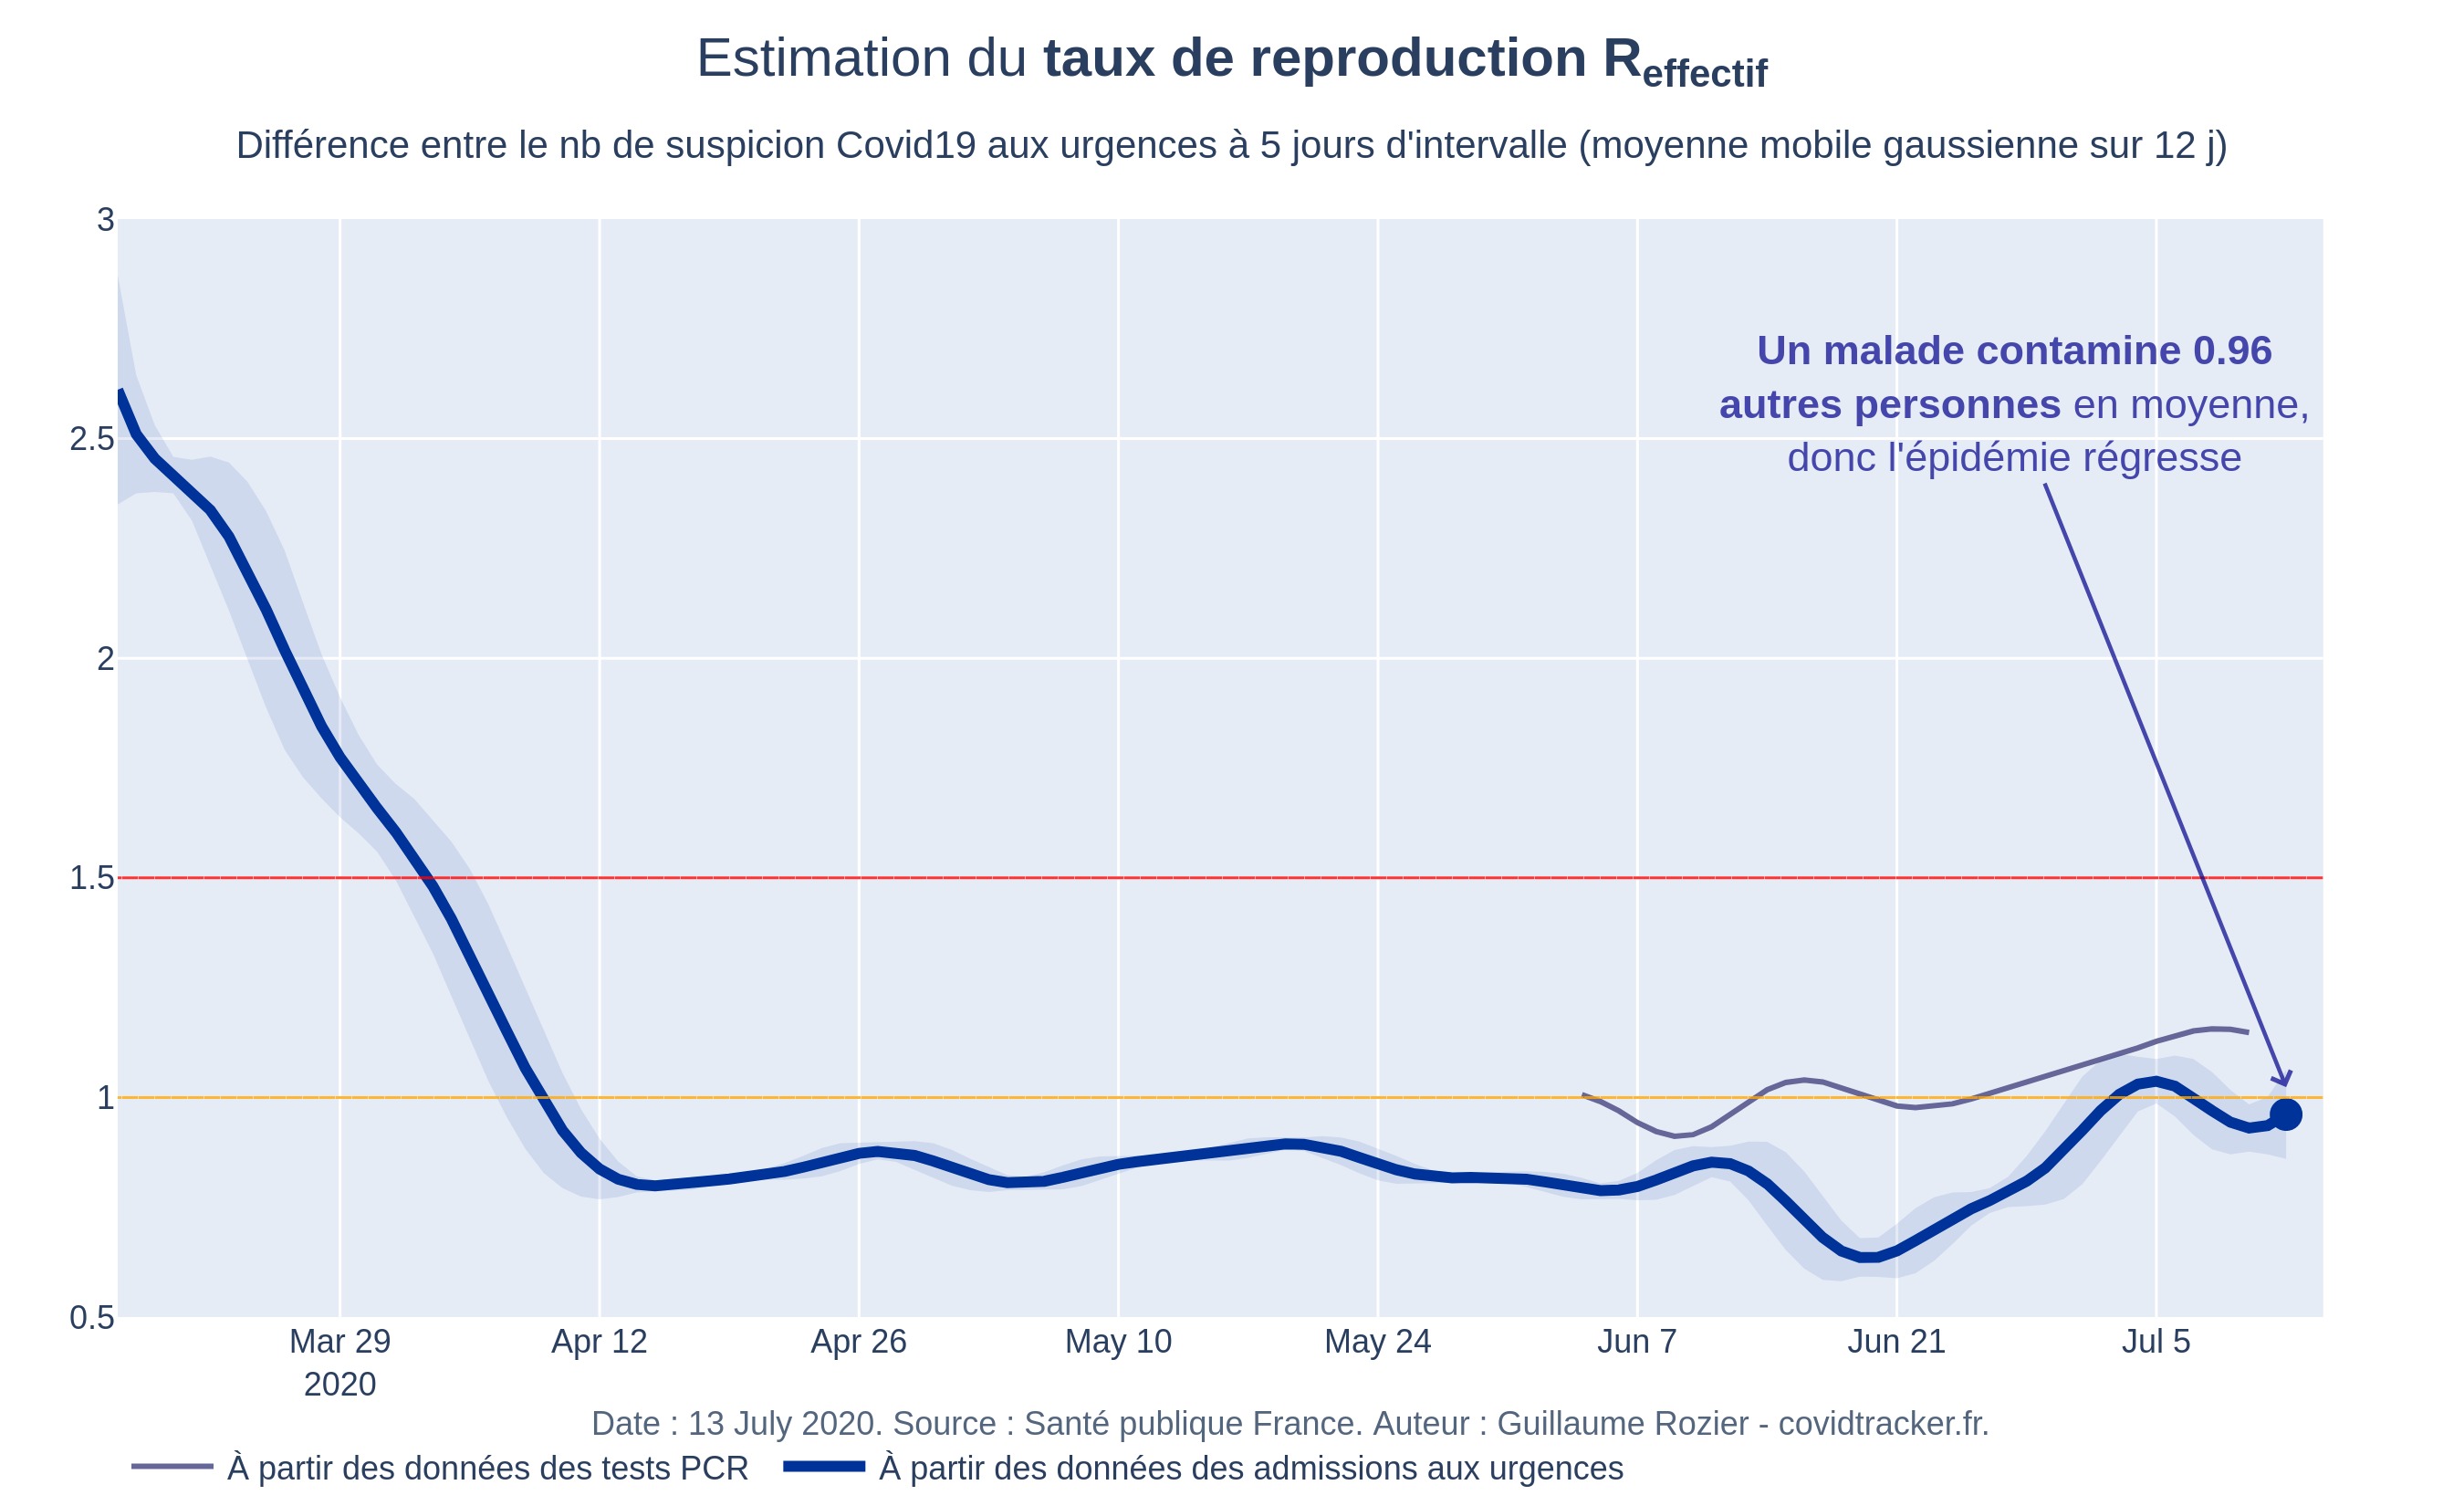 Estimation du taux de reproduction Reffectif
Différence entre le nb de suspicion Covid19 aux urgences à 5 jours d'intervalle (moyenne mobile gaussienne sur 12 j)
3
2.5
2
1.5
1
0.5
Un malade contamine 0.96
autres personnes en moyenne,
donc l'épidémie régresse
Mar 29 Apr 12 Apr 26 May 10 May 24 Jun 7 Jun 21 Jul 5
2020
Date : 13 July 2020. Source : Santé publique France. Auteur : Guillaume Rozier - covidtracker.fr.
À partir des données des tests PCR À partir des données des admissions aux urgences